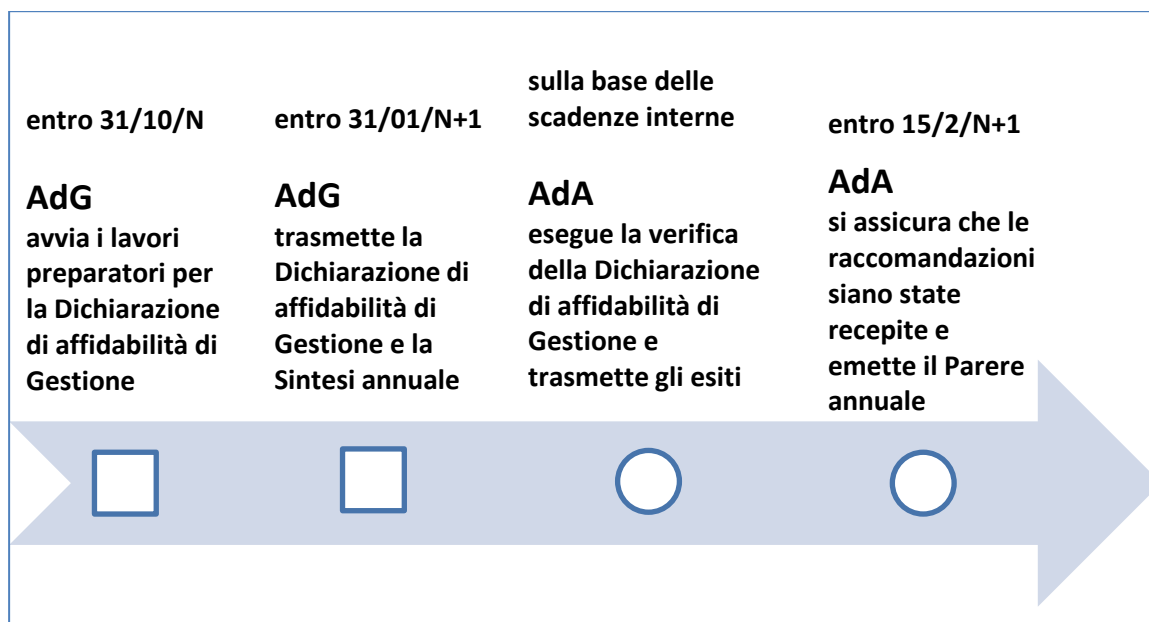 entro 31/10/N
AdG
avvia i lavori
preparatori per
la Dichiarazione
di affidabilità di
Gestione
entro 31/01/N+1
AdG
trasmette la
Dichiarazione di
affidabilità di
Gestione e la
Sintesi annuale
sulla base delle
scadenze interne
AdA
esegue la verifica
della Dichiarazione
di affidabilità di
Gestione e
trasmette gli esiti
entro 15/2/N+1
AdA
si assicura che le
raccomandazioni
siano state
recepite e
emette il Parere
annuale